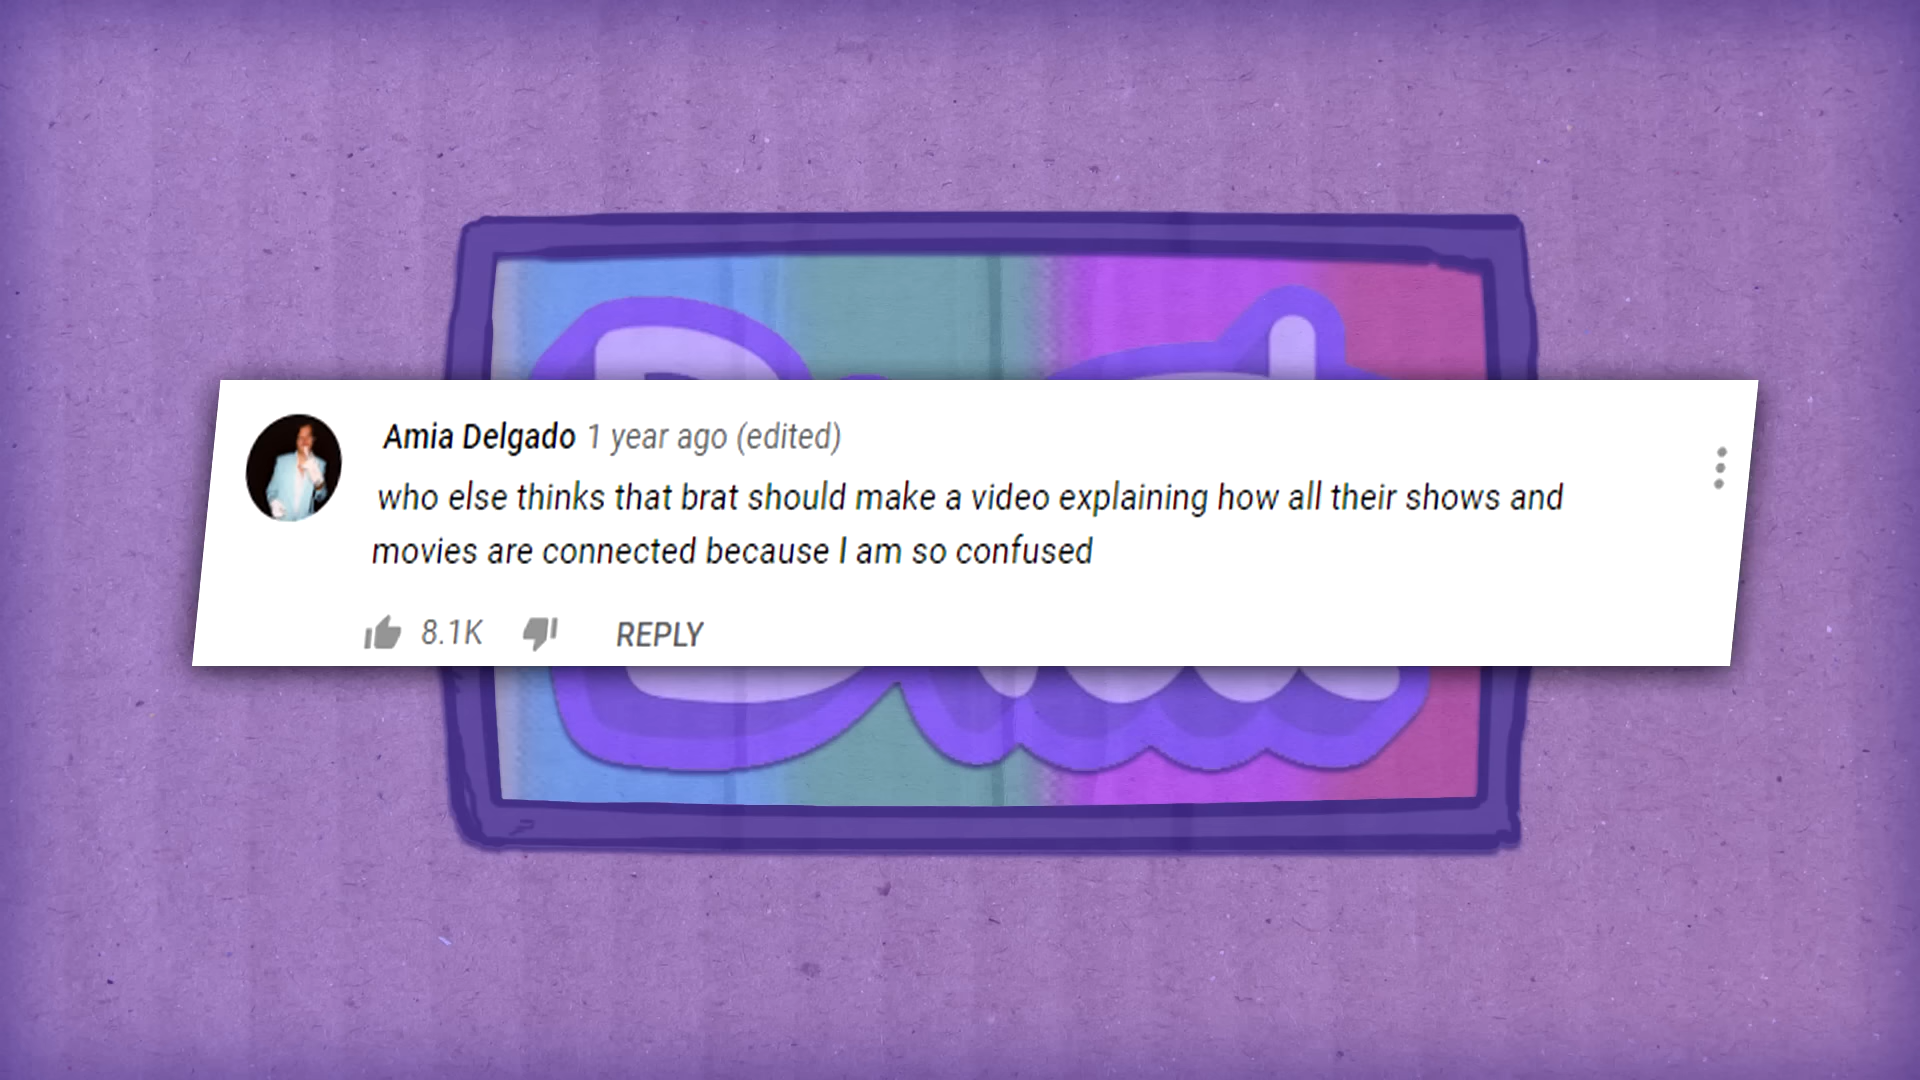 Amia Delgado 1 year ago (edited)
who else thinks that brat should make a video explaining how all their shows and
movies are connected because I am so confused
8.1K REPLY